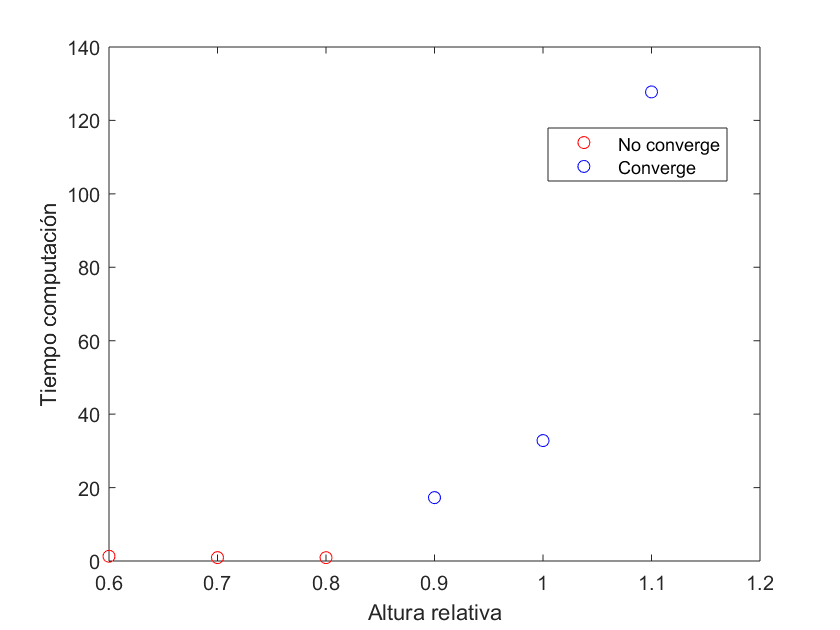 140
120
100
80
60
40
20
0
Tiempo computación
No converge
Converge
0.6 0.7 0.8 0.9 1 1.1 1.2
Altura relativa